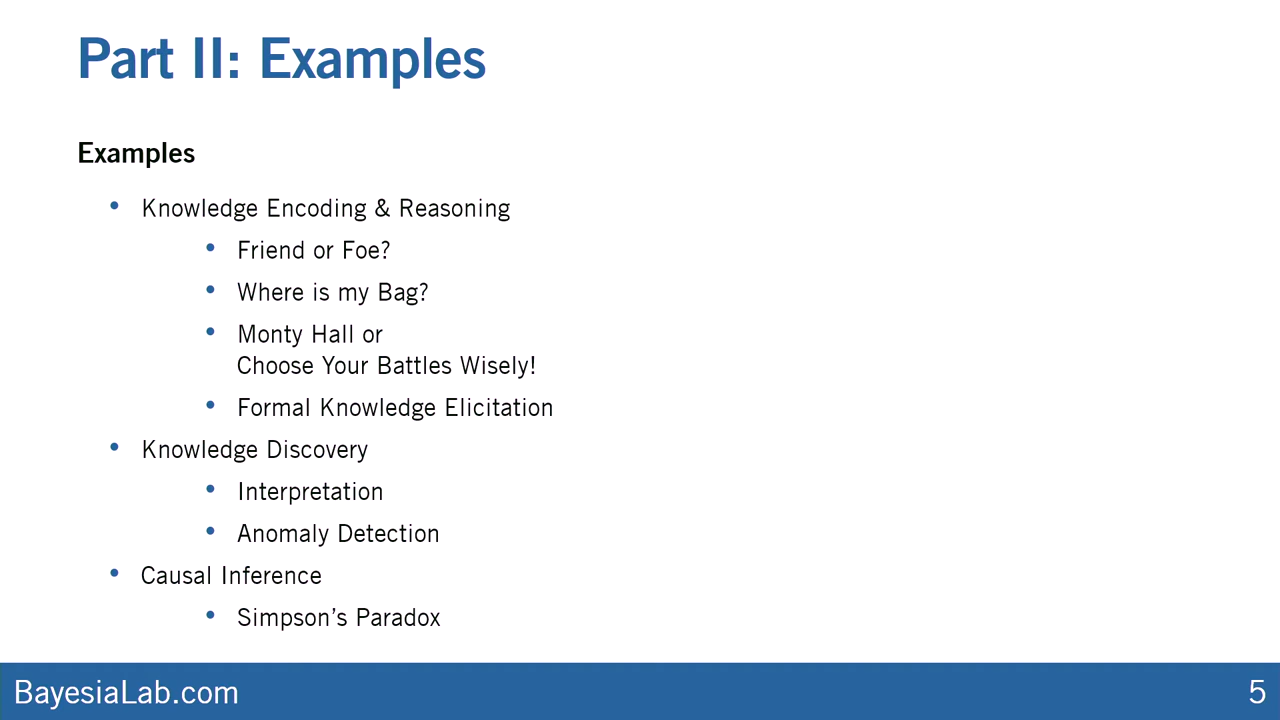 Part II: Examples
Examples
• Knowledge Encoding & Reasoning
• Friend or Foe?
• Where is my Bag?
• Monty Hall or
Choose Your Battles Wisely!
• Formal Knowledge Elicitation
• Knowledge Discovery
• Interpretation
• Anomaly Detection
• Causal Inference
• Simpson’s Paradox
BayesiaLab.com
5